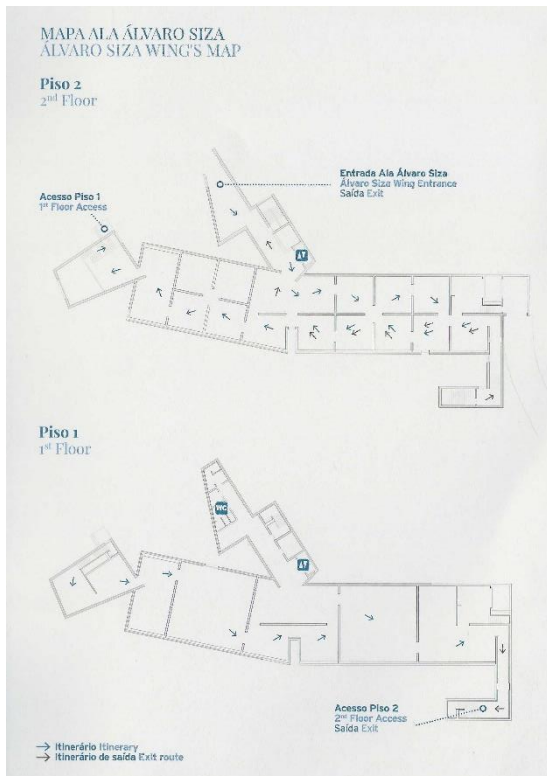 MAPA ALA ÁLVARO SIZA
ÁLVARO SIZA WING'S MAP
Piso 2
2nd Floor
Entrada Ala Álvaro Siza
Álvaro Siza Wing Entrance
Saída Exit
Acesso Piso 1
1st Floor Access
Piso 1
1st Floor
WC
Acesso Piso 2
2nd Floor Access
Saída Exit
Itinerário Itinerary
Itinerário de saída Exit route